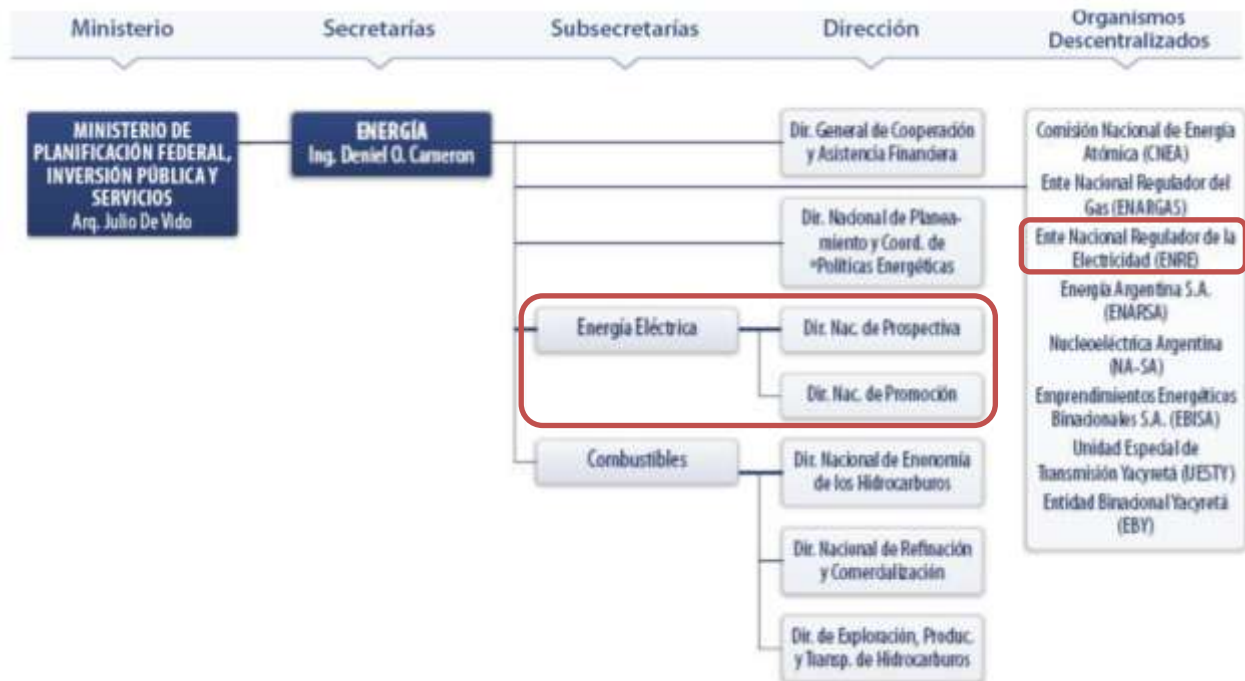 Ministerio
Secretarías
Subsecretarías
Dirección
Organismos
Descentralizados
MINISTERIO DE
PLANIFICACIÓN FEDERAL,
INVERSIÓN PÚBLICA Y
SERVICIOS
Arq. Julio De Vido
ENERGÍA
Ing. Deniel O. Cameron
Dir. General de Cooperación
y Asistencia Financiera
Dir. Nacional de Planea-
miento y Coord. de
ºPolíticas Energéticas
Energía Eléctrica
Dir. Nac. de Prospectiva
Dir. Nac. de Promoción
Combustibles
Dir. Nacional de Enenomía
de los Hidrocarburos
Dir. Nacional de Refinación
y Comercialización
Dir. de Exploración, Produc.
y Transp. de Hidrocarburos
Comisión Nacional de Energía
Atómica (CNEA)
Ente Nacional Regulador del
Gas (ENARGAS)
Ente Nacional Regulador de la
Electricidad (ENRE)
Energía Argentina S.A.
(ENARSA)
Nucleoeléctrica Argentina
(NA-SA)
Emprendimientos Energéticos
Binacionales S.A. (EBISA)
Unidad Especial de
Transmisión Yacyretá (UESTY)
Entidad Binacional Yacyretá
(EBY)